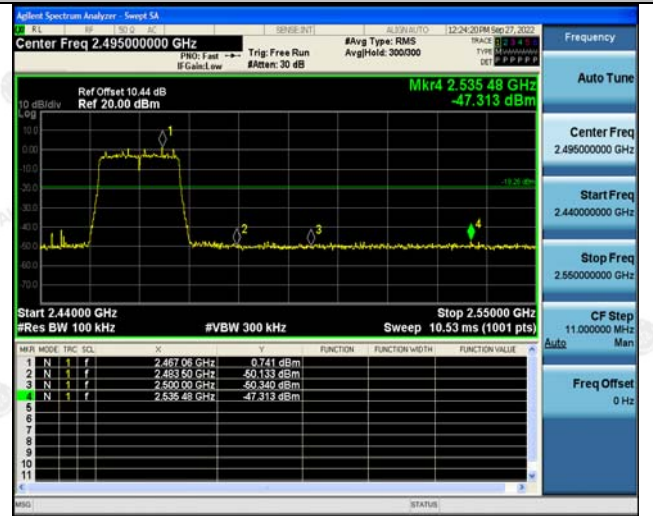 Agilent Spectrum Analyzer - Swept SA
RL RF 50 Ω AC SENSE:INT ALIGNAUTO 12:24:20 PM Sep 27, 2022
Center Freq 2.495000000 GHz
PNO: Fast
IFGain:Low
Trig: Free Run
#Atten: 30 dB
#Avg Type: RMS
Avg|Hold: 300/300
TRACE 1 2 3 4 5 6
TYPE
DET P P P P P P
Ref Offset 10.44 dB
10 dB/div Ref 20.00 dBm
Log
Mkr4 2.535 48 GHz
-47.313 dBm
10.0
0.00
-10.0
-20.0
-30.0
-40.0
-50.0
-60.0
-70.0
1
2
3
4
-19.26 dBm
Start 2.44000 GHz Stop 2.55000 GHz
#Res BW 100 kHz #VBW 300 kHz Sweep 10.53 ms (1001 pts)
MKR MODE TRC SCL X Y FUNCTION FUNCTION WIDTH FUNCTION VALUE
1 N 1 f 2.467 06 GHz 0.741 dBm
2 N 1 f 2.483 50 GHz -50.133 dBm
3 N 1 f 2.500 00 GHz -50.340 dBm
4 N 1 f 2.535 48 GHz -47.313 dBm
5
6
7
8
9
10
11
MSG STATUS
Frequency
Auto Tune
Center Freq
2.495000000 GHz
Start Freq
2.440000000 GHz
Stop Freq
2.550000000 GHz
CF Step
11.000000 MHz
Auto Man
Freq Offset
0 Hz